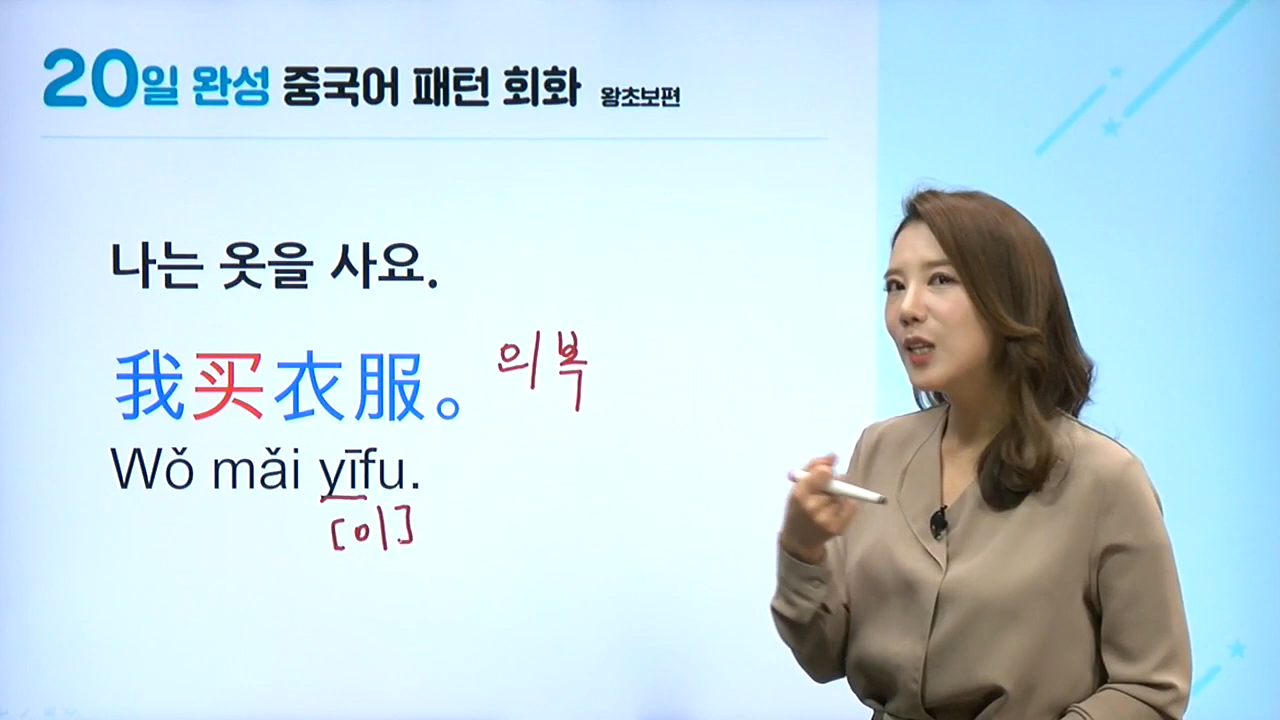 20일 완성 중국어 패턴 회화 왕초보편
나는 옷을 사요.
我买衣服。 의복
Wǒ mǎi yīfu.
[이]